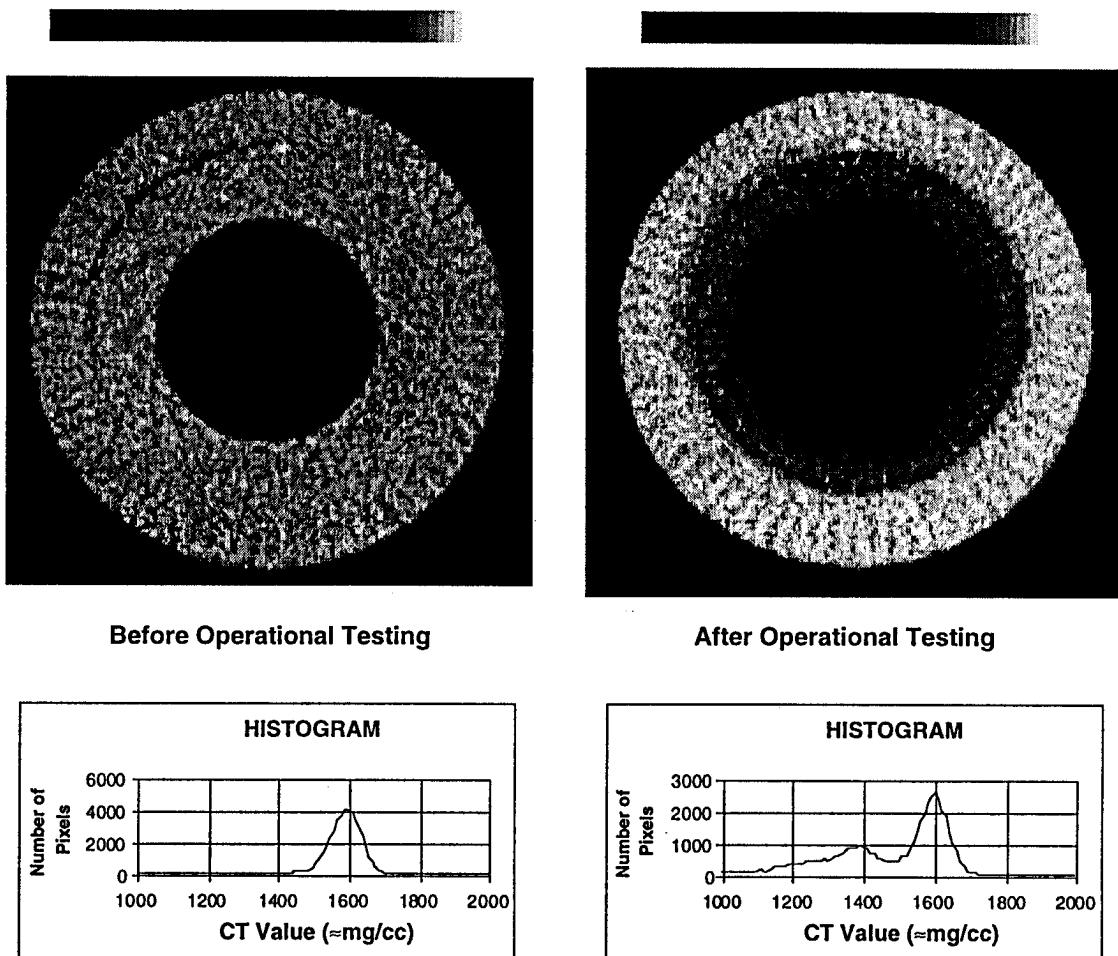 Before Operational Testing
After Operational Testing
HISTOGRAM
Number of
Pixels
6000
4000
2000
0
1000 1200 1400 1600 1800 2000
CT Value (≈mg/cc)
HISTOGRAM
Number of
Pixels
3000
2000
1000
0
1000 1200 1400 1600 1800 2000
CT Value (≈mg/cc)